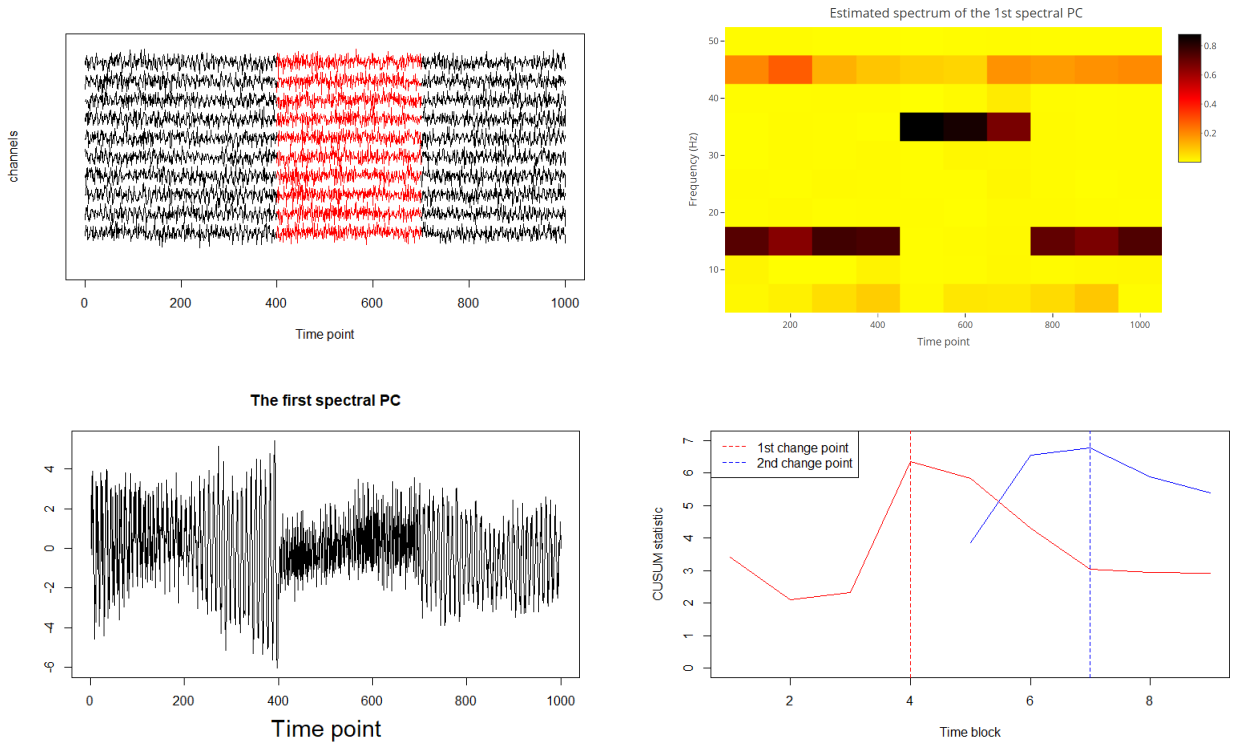 channels
0 200 400 600 800 1000
Time point
Estimated spectrum of the 1st spectral PC
50
40
30
20
10
Frequency (Hz)
200 400 600 800 1000
Time point
0.8
0.6
0.4
0.2
The first spectral PC
4
2
0
-2
-4
-6
0 200 400 600 800 1000
Time point
1st change point
2nd change point
7
6
5
4
3
2
1
0
CUSUM statistic
2 4 6 8
Time block